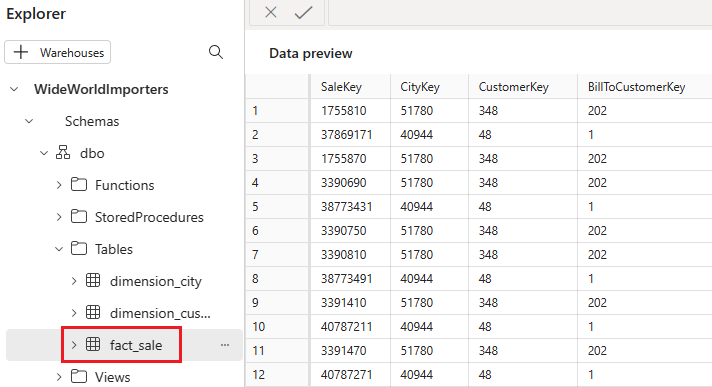 Explorer
+ Warehouses
WideWorldImporters
Schemas
dbo
Functions
StoredProcedures
Tables
dimension_city
dimension_cus...
fact_sale ...
Views
Data preview
SaleKey CityKey CustomerKey BillToCustomerKey
1 1755810 51780 348 202
2 37869171 40944 48 1
3 1755870 51780 348 202
4 3390690 51780 348 202
5 38773431 40944 48 1
6 3390750 51780 348 202
7 3390810 51780 348 202
8 38773491 40944 48 1
9 3391410 51780 348 202
10 40787211 40944 48 1
11 3391470 51780 348 202
12 40787271 40944 48 1